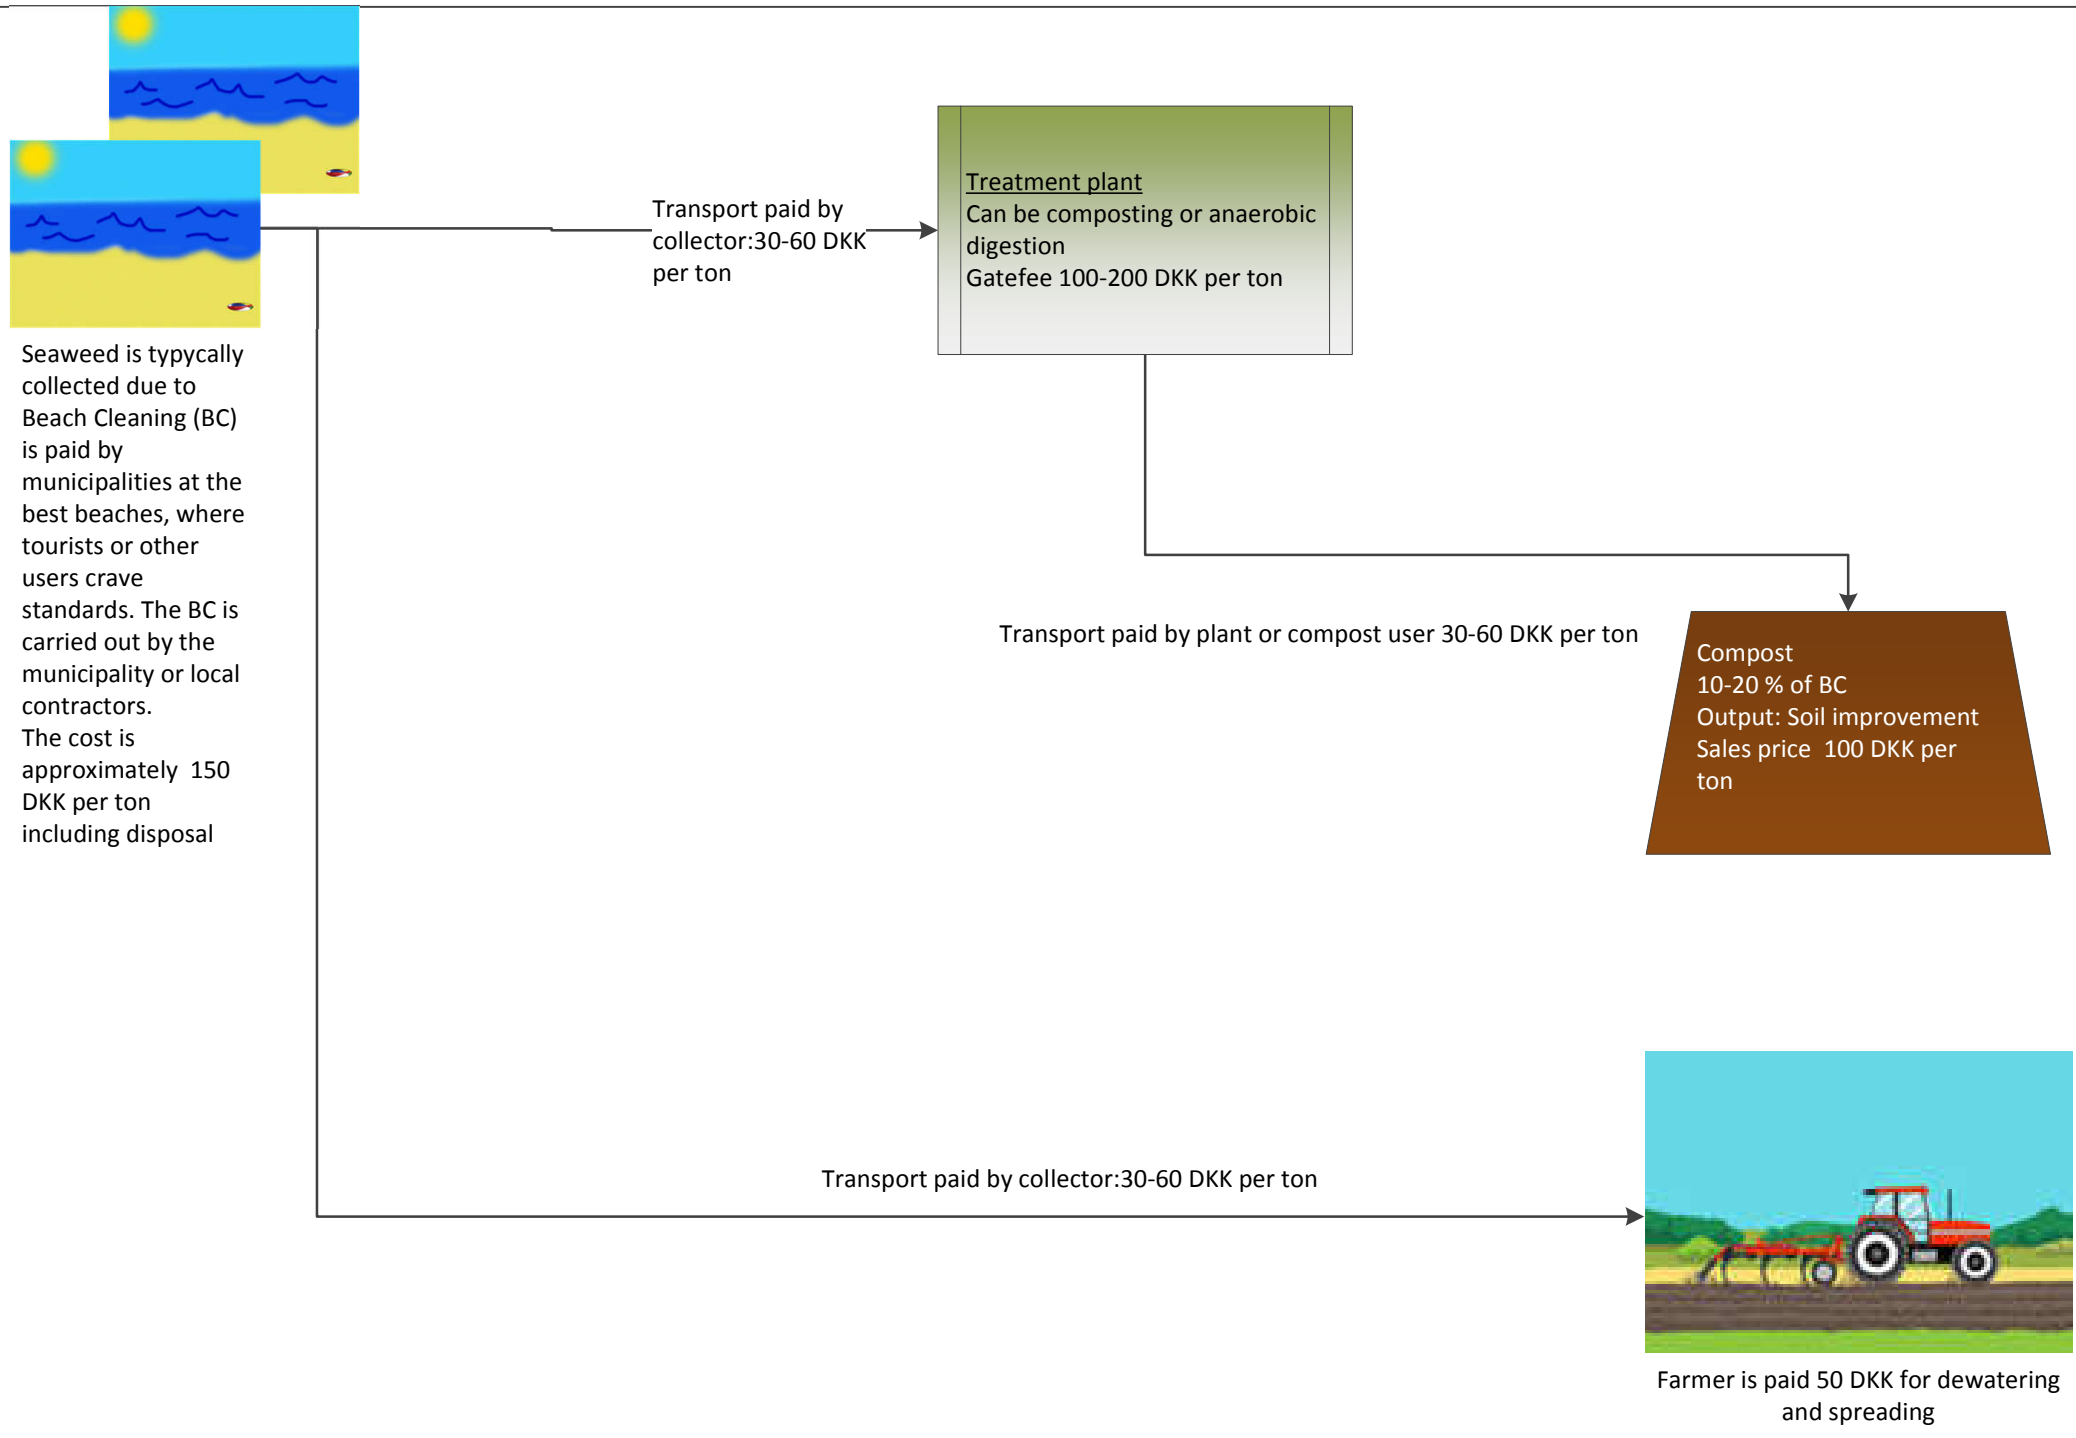 Transport paid by
collector:30-60 DKK
per ton
Treatment plant
Can be composting or anaerobic
digestion
Gatefee 100-200 DKK per ton
Seaweed is typycally
collected due to
Beach Cleaning (BC)
is paid by
municipalities at the
best beaches, where
tourists or other
users crave
standards. The BC is
carried out by the
municipality or local
contractors.
The cost is
approximately  150
DKK per ton
including disposal
Transport paid by plant or compost user 30-60 DKK per ton
Compost
10-20 % of BC
Output: Soil improvement
Sales price  100 DKK per
ton
Transport paid by collector:30-60 DKK per ton
Farmer is paid 50 DKK for dewatering
and spreading